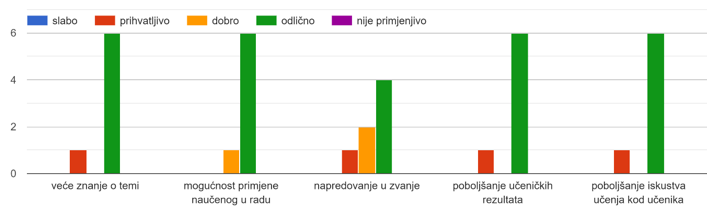 slabo prihvatljivo dobro odlično nije primjenjivo
6
4
2
0
veće znanje o temi mogućnost primjene napredovanje u zvanje poboljšanje učeničkih poboljšanje iskustva
naučenog u radu rezultata učenja kod učenika